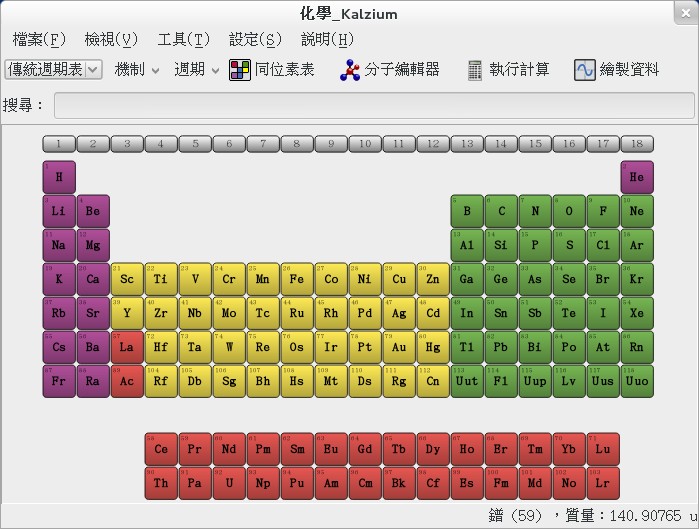 化學_Kalzium
檔案(F) 檢視(V) 工具(T) 設定(S) 說明(H)
傳統週期表 機制 週期 同位素表 分子編輯器 執行計算 繪製資料
搜尋：
1 2 3 4 5 6 7 8 9 10 11 12 13 14 15 16 17 18
1 H 2 He
3 Li 4 Be 5 B 6 C 7 N 8 O 9 F 10 Ne
11 Na 12 Mg 13 Al 14 Si 15 P 16 S 17 Cl 18 Ar
19 K 20 Ca 21 Sc 22 Ti 23 V 24 Cr 25 Mn 26 Fe 27 Co 28 Ni 29 Cu 30 Zn 31 Ga 32 Ge 33 As 34 Se 35 Br 36 Kr
37 Rb 38 Sr 39 Y 40 Zr 41 Nb 42 Mo 43 Tc 44 Ru 45 Rh 46 Pd 47 Ag 48 Cd 49 In 50 Sn 51 Sb 52 Te 53 I 54 Xe
55 Cs 56 Ba 57 La 72 Hf 73 Ta 74 W 75 Re 76 Os 77 Ir 78 Pt 79 Au 80 Hg 81 Tl 82 Pb 83 Bi 84 Po 85 At 86 Rn
87 Fr 88 Ra 89 Ac 104 Rf 105 Db 106 Sg 107 Bh 108 Hs 109 Mt 110 Ds 111 Rg 112 Cn 113 Uut 114 Fl 115 Uup 116 Lv 117 Uus 118 Uuo
58 Ce 59 Pr 60 Nd 61 Pm 62 Sm 63 Eu 64 Gd 65 Tb 66 Dy 67 Ho 68 Er 69 Tm 70 Yb 71 Lu
90 Th 91 Pa 92 U 93 Np 94 Pu 95 Am 96 Cm 97 Bk 98 Cf 99 Es 100 Fm 101 Md 102 No 103 Lr
鐠 (59)，質量：140.90765 u